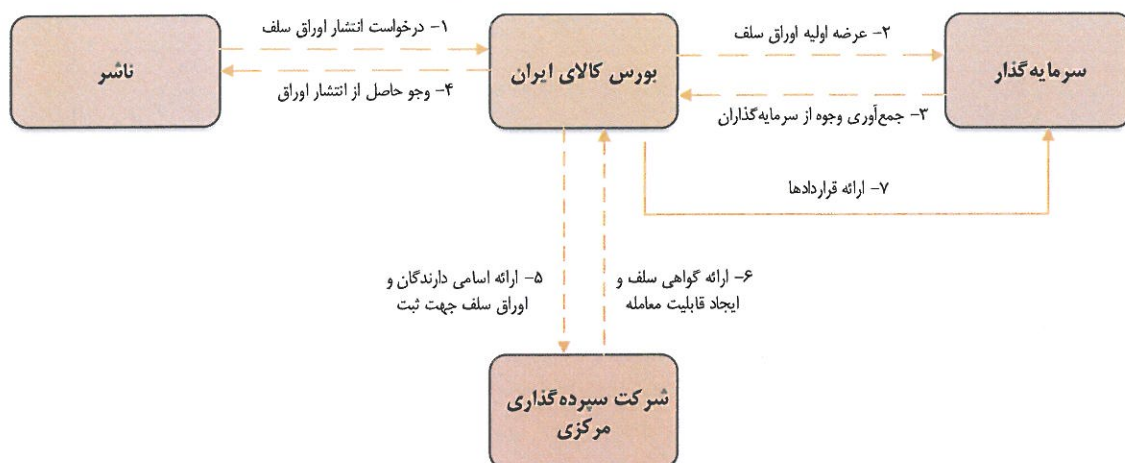 ۱- درخواست انتشار اوراق سلف
۲- عرضه اولیه اوراق سلف
ناشر
بورس کالای ایران
سرمایه‌گذار
۴- وجو حاصل از انتشار اوراق
۳- جمع‌آوری وجوه از سرمایه‌گذاران
۷- ارائه قراردادها
۵- ارائه اسامی دارندگان و
اوراق سلف جهت ثبت
۶- ارائه گواهی سلف و
ایجاد قابلیت معامله
شرکت سپرده‌گذاری
مرکزی